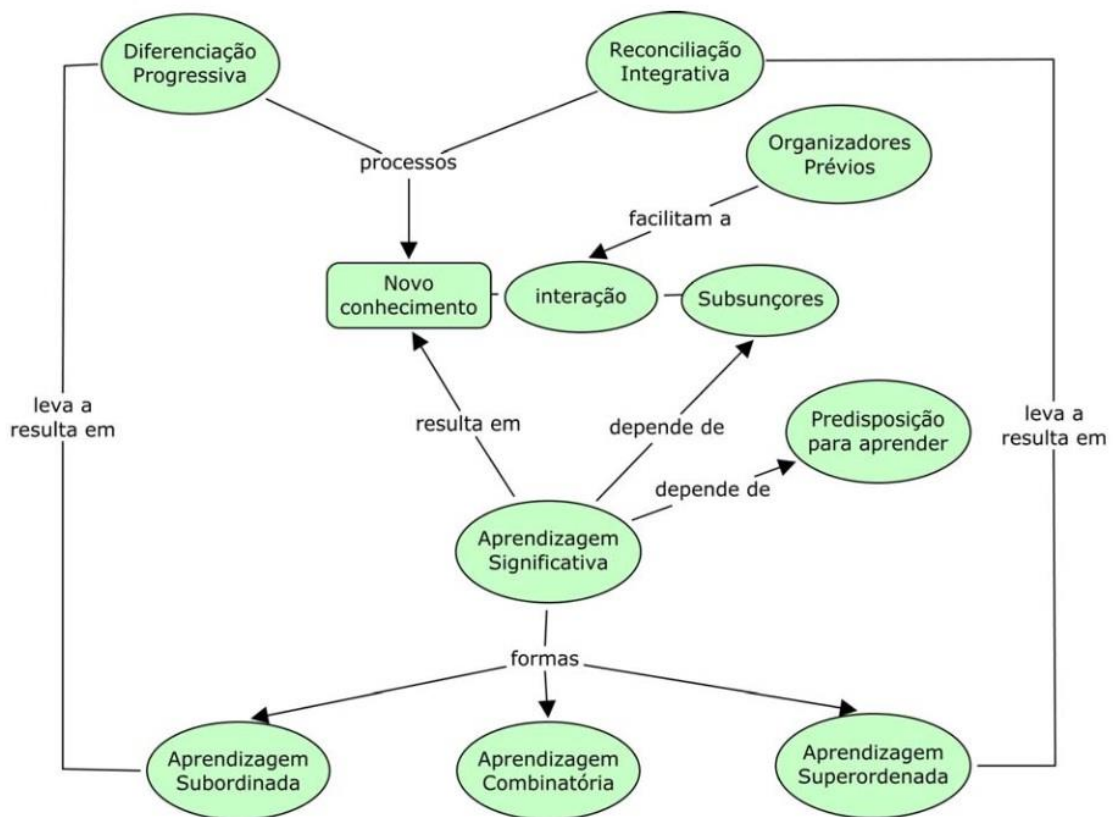 Diferenciação
Progressiva
Reconciliação
Integrativa
Organizadores
Prévios
processos
facilitam a
Novo
conhecimento
interação
Subsunçores
leva a
resulta em
resulta em
depende de
Predisposição
para aprender
leva a
resulta em
depende de
Aprendizagem
Significativa
formas
Aprendizagem
Subordinada
Aprendizagem
Combinatória
Aprendizagem
Superordenada